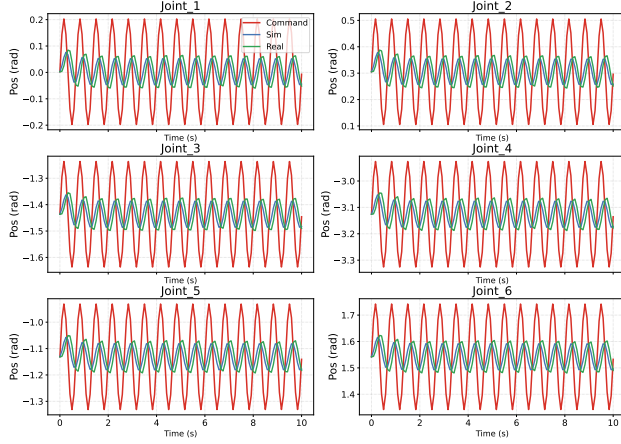 Joint_1
Joint_2
Pos (rad)
0.2
0.1
0.0
−0.1
−0.2
Command
Sim
Real
Pos (rad)
0.5
0.4
0.3
0.2
0.1
Time (s)
Time (s)
Joint_3
Joint_4
Pos (rad)
−1.3
−1.4
−1.5
−1.6
Pos (rad)
−3.0
−3.1
−3.2
−3.3
Time (s)
Time (s)
Joint_5
Joint_6
Pos (rad)
−1.0
−1.1
−1.2
−1.3
Pos (rad)
1.7
1.6
1.5
1.4
0 2 4 6 8 10
0 2 4 6 8 10
Time (s)
Time (s)